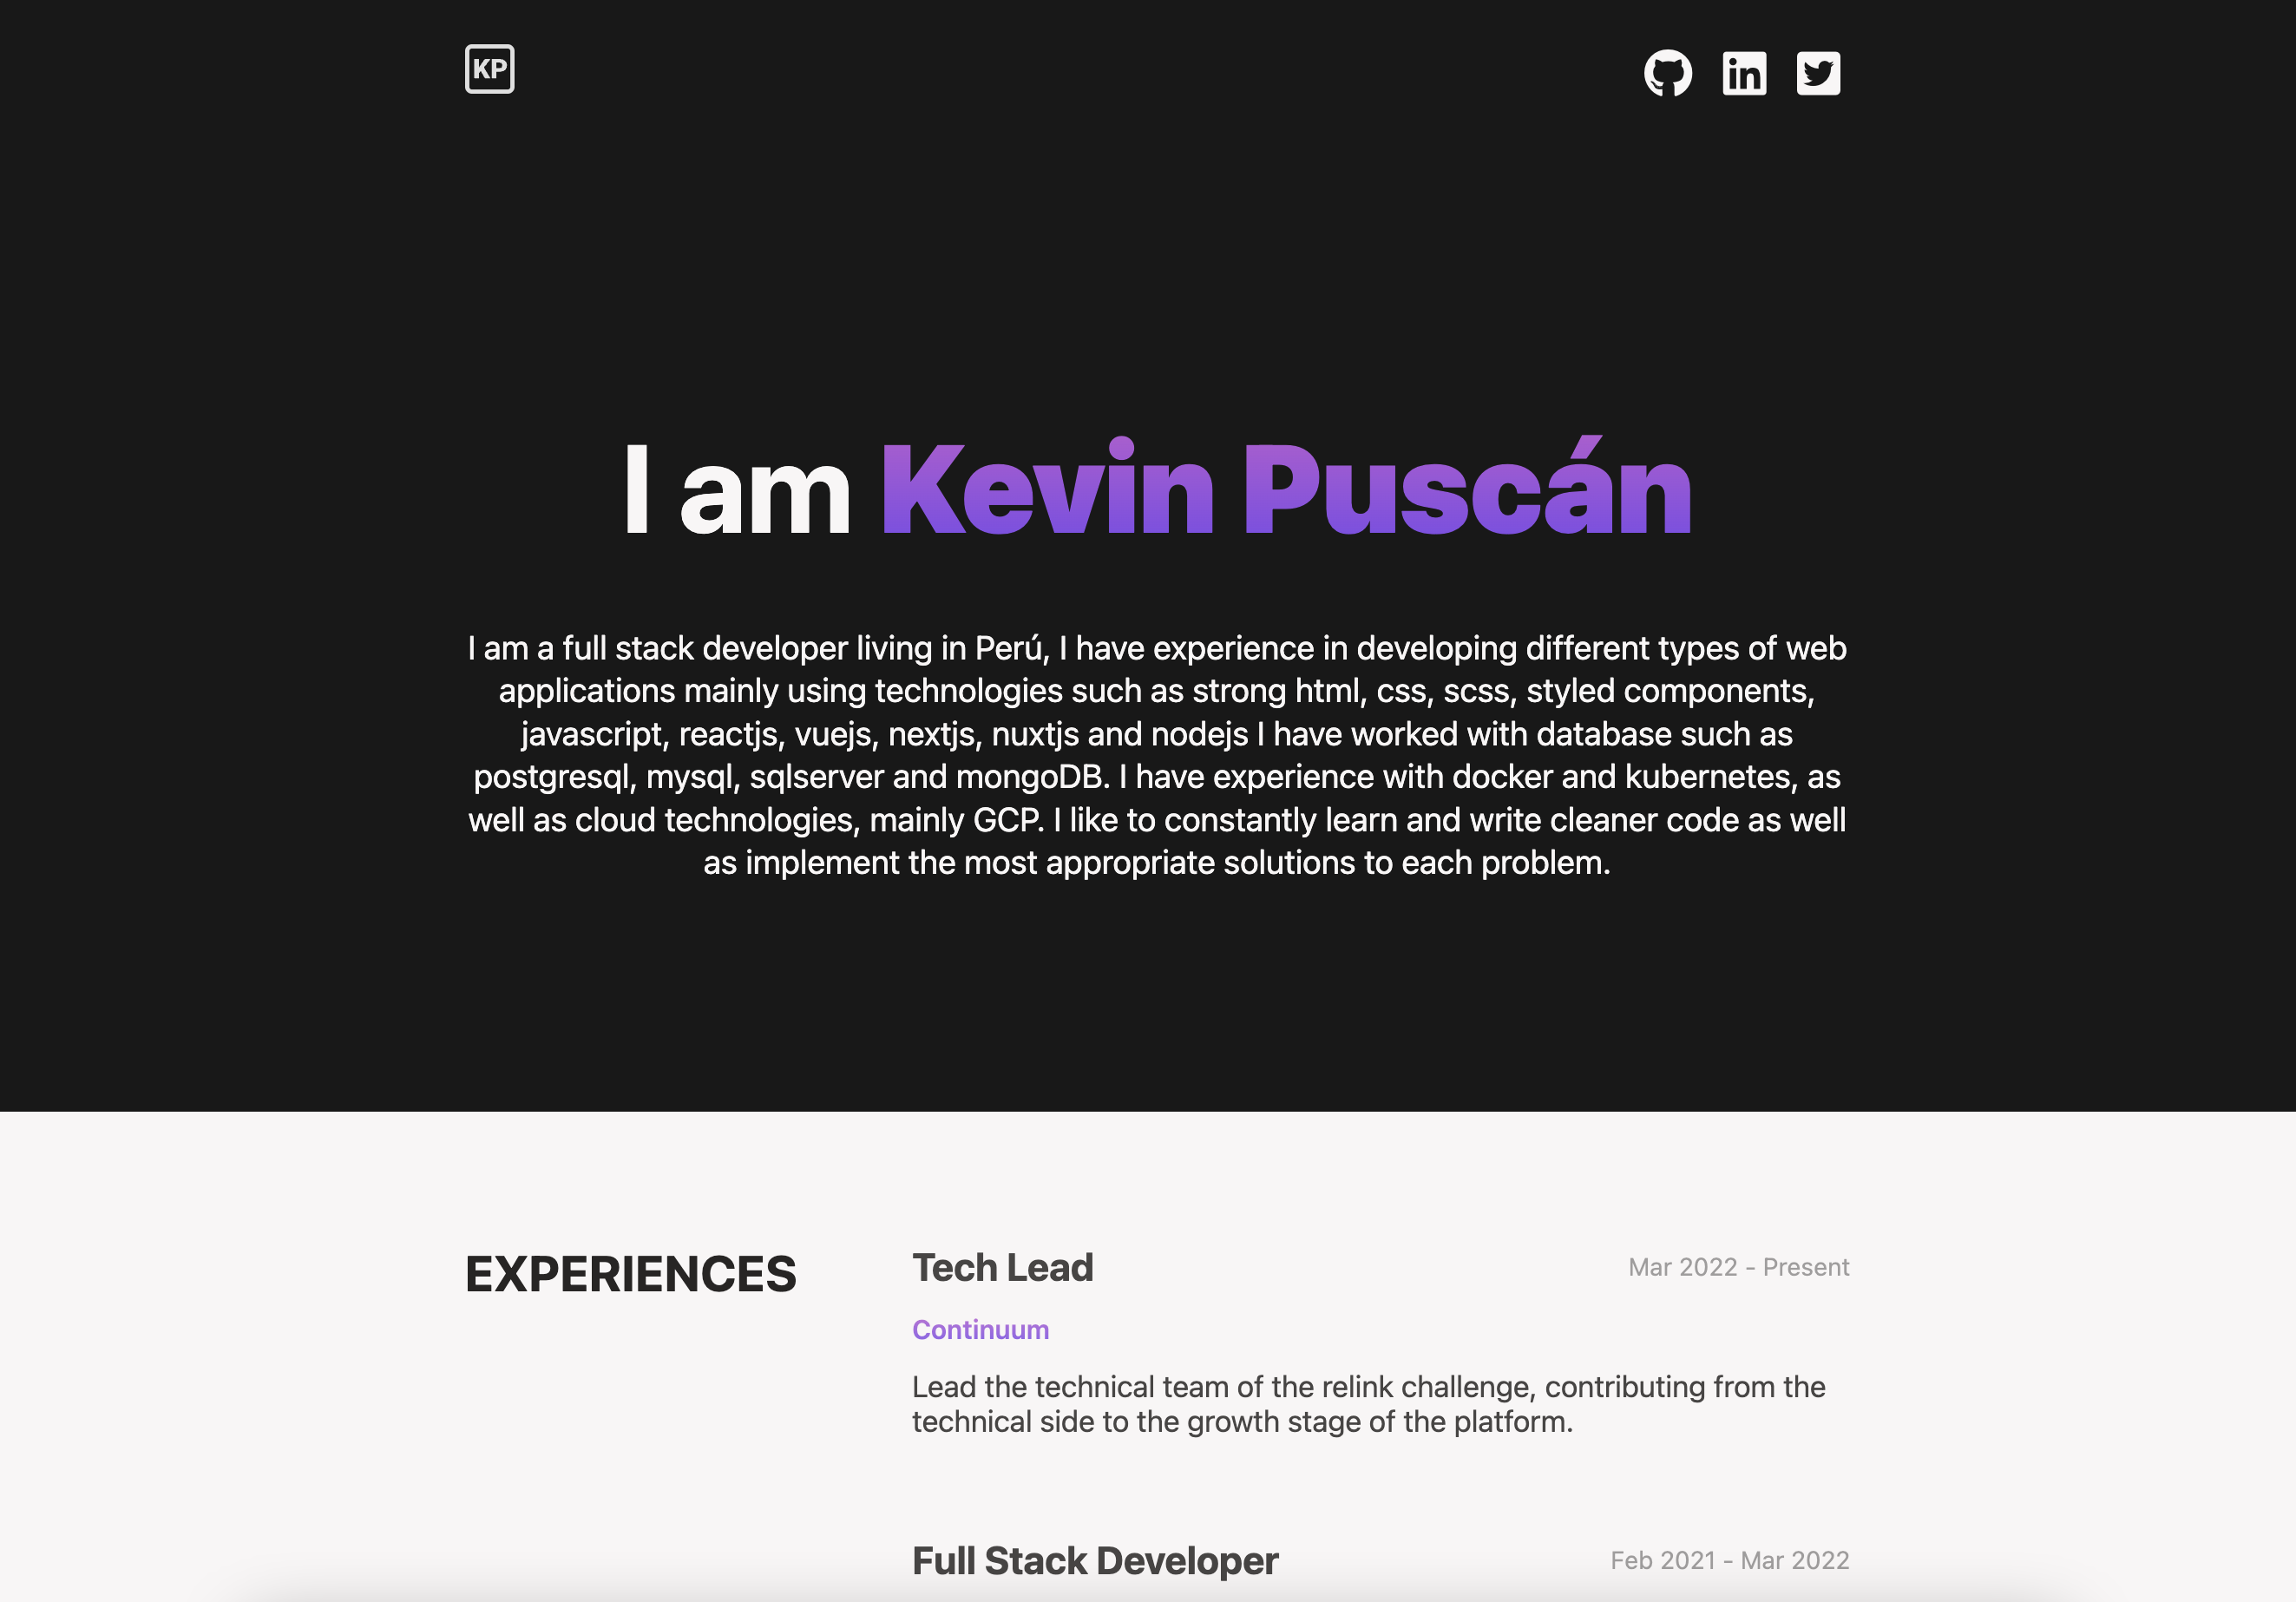 KP
I am Kevin Puscán
I am a full stack developer living in Perú, I have experience in developing different types of web
applications mainly using technologies such as strong html, css, scss, styled components,
javascript, reactjs, vuejs, nextjs, nuxtjs and nodejs I have worked with database such as
postgresql, mysql, sqlserver and mongoDB. I have experience with docker and kubernetes, as
well as cloud technologies, mainly GCP. I like to constantly learn and write cleaner code as well
as implement the most appropriate solutions to each problem.
EXPERIENCES
Tech Lead
Mar 2022 - Present
Continuum
Lead the technical team of the relink challenge, contributing from the
technical side to the growth stage of the platform.
Full Stack Developer
Feb 2021 - Mar 2022